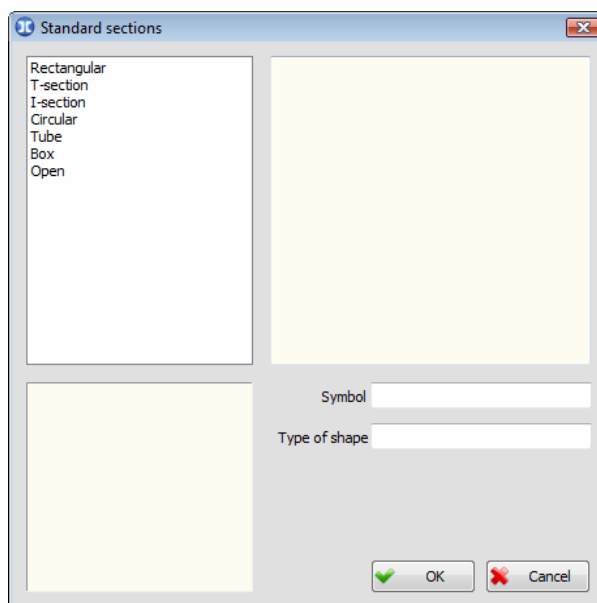 Standard sections
Rectangular
T-section
I-section
Circular
Tube
Box
Open
Symbol
Type of shape
OK
Cancel